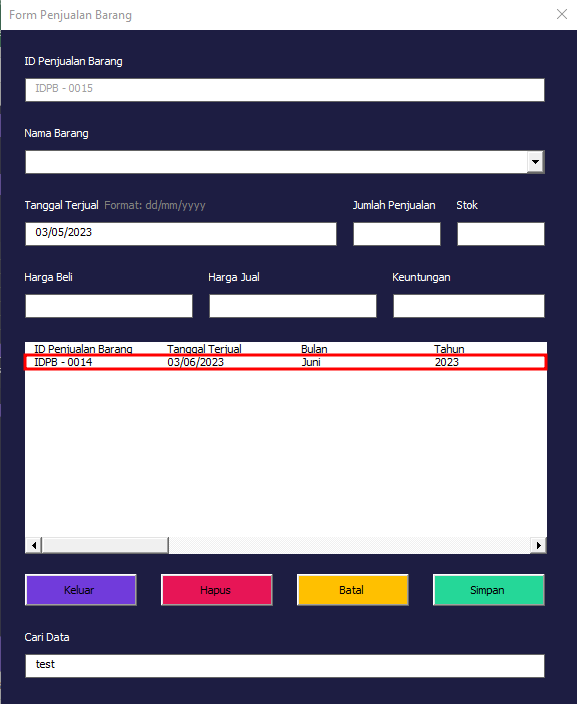 Form Penjualan Barang
ID Penjualan Barang
IDPB - 0015
Nama Barang
Tanggal Terjual Format: dd/mm/yyyy Jumlah Penjualan Stok
03/05/2023
Harga Beli Harga Jual Keuntungan
ID Penjualan Barang Tanggal Terjual Bulan Tahun
IDPB - 0014 03/06/2023 Juni 2023
Keluar Hapus Batal Simpan
Cari Data
test